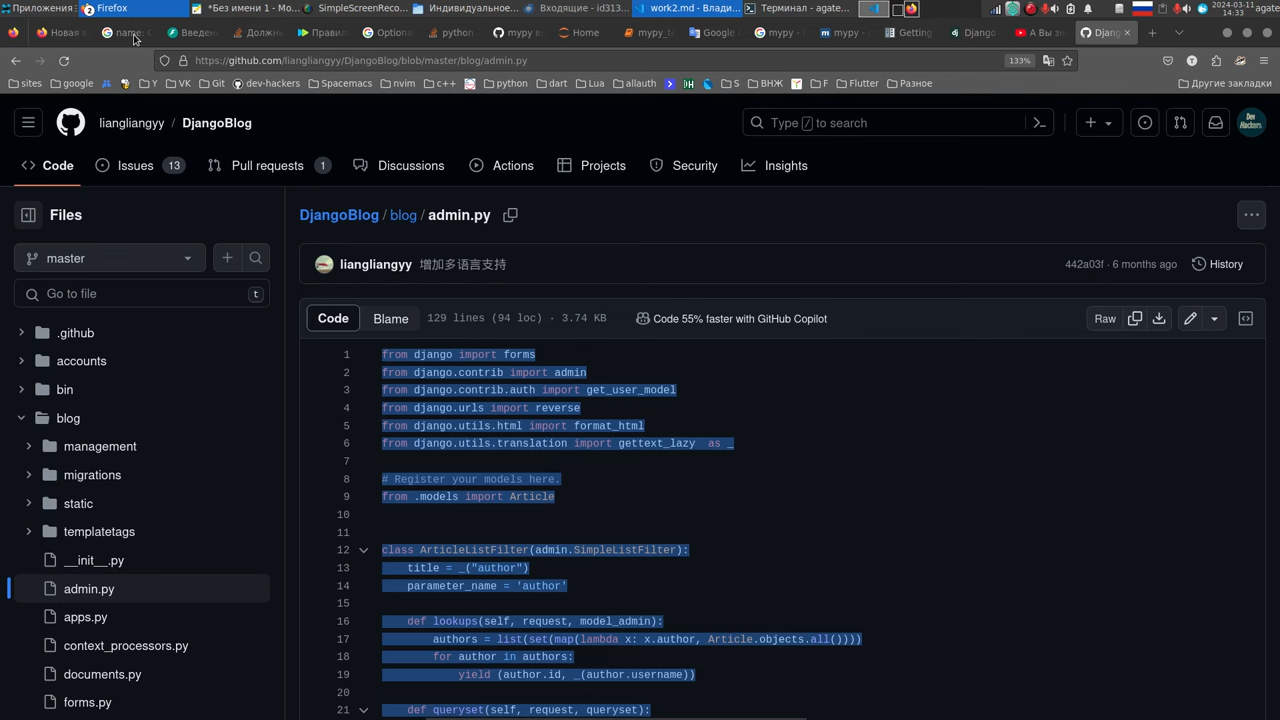 Приложения
Firefox
2
*Без имени 1 - Mo...
SimpleScreenReco...
Индивидуальное...
Входящие - id313...
work2.md - Влади...
Терминал - agate...
2024-03-11
14:33
agate
Новая в
name: C
Введен
Должн
Правил
Option
python
mypy в
Home
mypy_tс
Google
mypy -
mypy.
Getting
Django
А Вы з
Djang
https://github.com/liangliangyy/DjangoBlog/blob/master/blog/admin.py
133%
sites
google
Y
VK
Git
dev-hackers
Spacemacs
nvim
c++
python
dart
Lua
allauth
S
ВНЖ
F
Flutter
Разное
Другие закладки
liangliangyy / DjangoBlog
Type / to search
Dev Hackers
Code
Issues 13
Pull requests 1
Discussions
Actions
Projects
Security
Insights
Files
DjangoBlog / blog / admin.py
master
liangliangyy 增加多语言支持
442a03f · 6 months ago
History
Go to file
t
Code
Blame
129 lines (94 loc) · 3.74 KB
Code 55% faster with GitHub Copilot
Raw
.github
accounts
bin
blog
management
migrations
static
templatetags
__init__.py
admin.py
apps.py
context_processors.py
documents.py
forms.py
1 from django import forms
2 from django.contrib import admin
3 from django.contrib.auth import get_user_model
4 from django.urls import reverse
5 from django.utils.html import format_html
6 from django.utils.translation import gettext_lazy as _
7
8 # Register your models here.
9 from .models import Article
10
11
12 class ArticleListFilter(admin.SimpleListFilter):
13 title = _("author")
14 parameter_name = 'author'
15
16 def lookups(self, request, model_admin):
17 authors = list(set(map(lambda x: x.author, Article.objects.all())))
18 for author in authors:
19 yield (author.id, _(author.username))
20
21 def queryset(self, request, queryset):